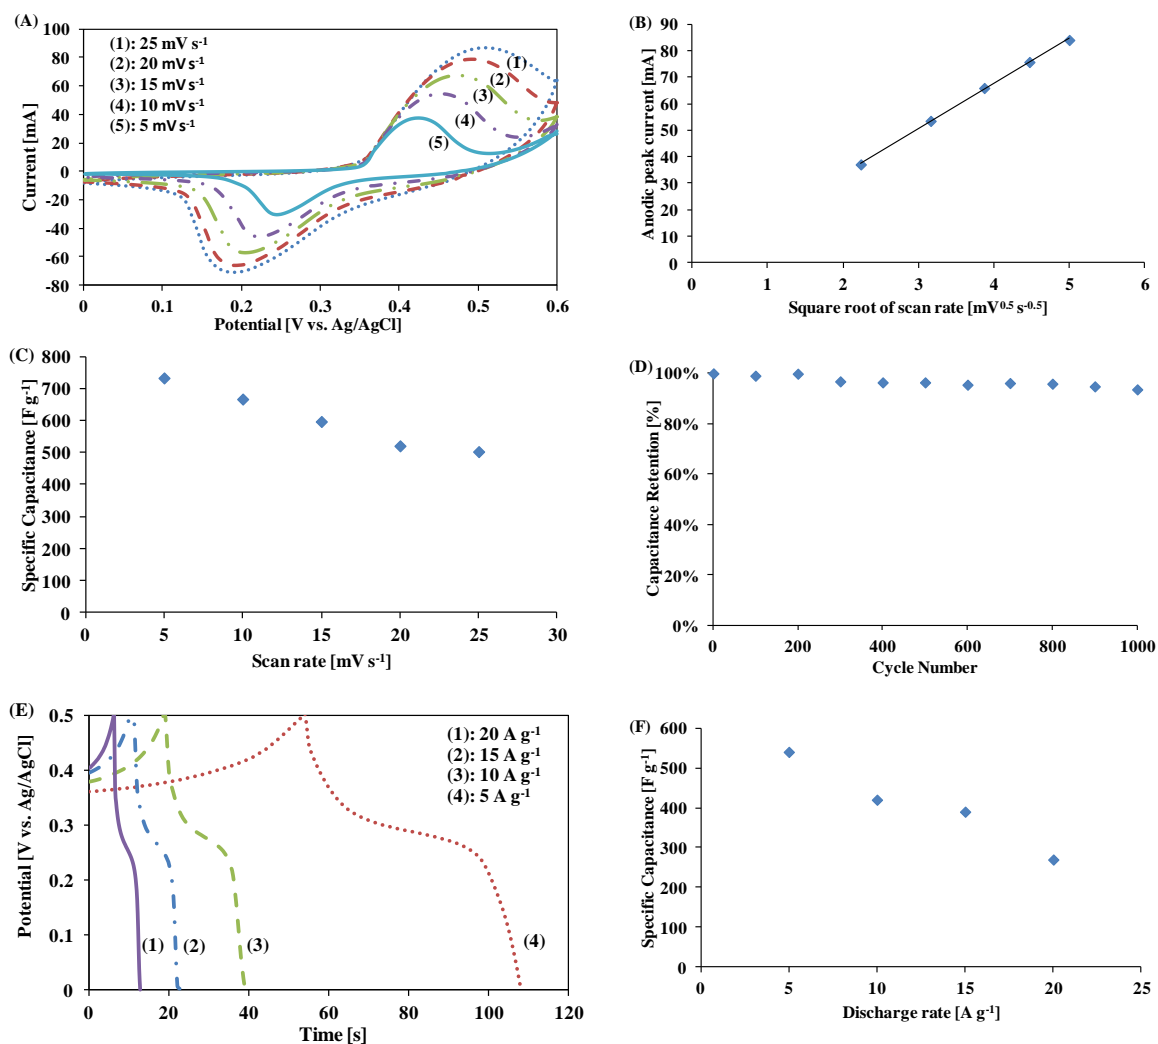 (A)
100
80
60
40
20
0
-20
-40
-60
-80
Current [mA]
(1): 25 mV s⁻¹
(2): 20 mV s⁻¹
(3): 15 mV s⁻¹
(4): 10 mV s⁻¹
(5): 5 mV s⁻¹
(1)
(2)
(3)
(4)
(5)
0 0.1 0.2 0.3 0.4 0.5 0.6
Potential [V vs. Ag/AgCl]
(B)
90
80
70
60
50
40
30
20
10
0
Anodic peak current [mA]
0 1 2 3 4 5 6
Square root of scan rate [mV⁰·⁵ s⁻⁰·⁵]
(C)
800
700
600
500
400
300
200
100
0
Specific Capacitance [F g⁻¹]
0 5 10 15 20 25 30
Scan rate [mV s⁻¹]
(D)
100%
80%
60%
40%
20%
0%
Capacitance Retention [%]
0 200 400 600 800 1000
Cycle Number
(E)
0.5
0.4
0.3
0.2
0.1
0
Potential [V vs. Ag/AgCl]
(1): 20 A g⁻¹
(2): 15 A g⁻¹
(3): 10 A g⁻¹
(4): 5 A g⁻¹
(1)
(2)
(3)
(4)
0 20 40 60 80 100 120
Time [s]
(F)
600
500
400
300
200
100
0
Specific Capacitance [F g⁻¹]
0 5 10 15 20 25
Discharge rate [A g⁻¹]